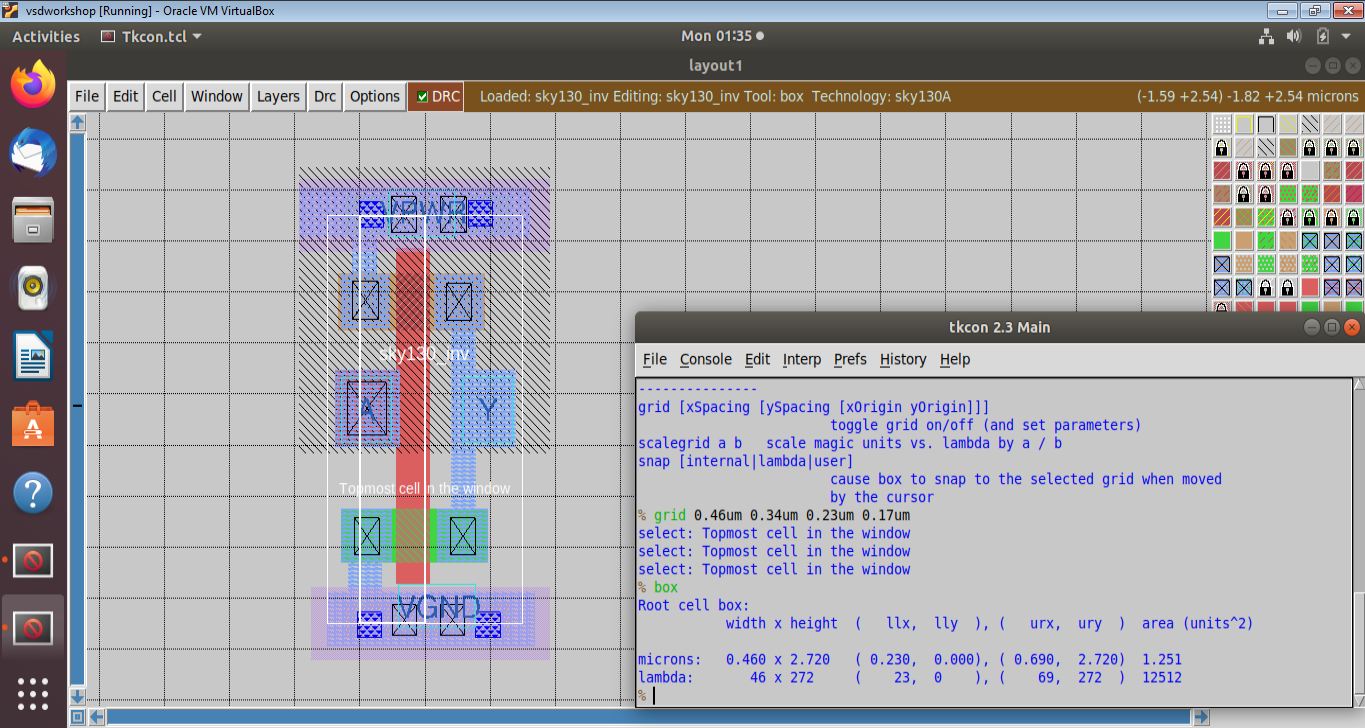 vsdworkshop [Running] - Oracle VM VirtualBox
Activities Tkcon.tcl Mon 01:35
layout1
File Edit Cell Window Layers Drc Options DRC Loaded: sky130_inv Editing: sky130_inv Tool: box Technology: sky130A (-1.59 +2.54) -1.82 +2.54 microns
VPWR
sky130_inv
A Y
Topmost cell in the window
VGND
tkcon 2.3 Main
File Console Edit Interp Prefs History Help
---------------
grid [xSpacing [ySpacing [xOrigin yOrigin]]]
toggle grid on/off (and set parameters)
scalegrid a b scale magic units vs. lambda by a / b
snap [internal|lambda|user]
cause box to snap to the selected grid when moved
by the cursor
% grid 0.46um 0.34um 0.23um 0.17um
select: Topmost cell in the window
select: Topmost cell in the window
select: Topmost cell in the window
% box
Root cell box:
width x height ( llx, lly ), ( urx, ury ) area (units^2)
microns: 0.460 x 2.720 ( 0.230, 0.000), ( 0.690, 2.720) 1.251
lambda: 46 x 272 ( 23, 0 ), ( 69, 272 ) 12512
%